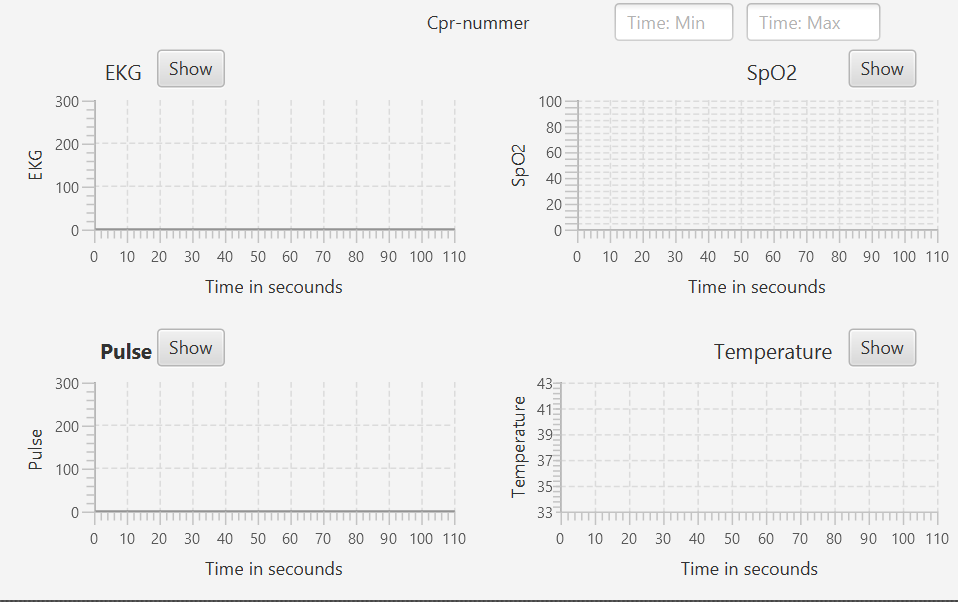 Cpr-nummer Time: Min Time: Max
EKG Show
SpO2 Show
300
200
100
0
EKG
0 10 20 30 40 50 60 70 80 90 100 110
Time in secounds
100
80
60
40
20
0
SpO2
0 10 20 30 40 50 60 70 80 90 100 110
Time in secounds
Pulse Show
Temperature Show
300
200
100
0
Pulse
0 10 20 30 40 50 60 70 80 90 100 110
Time in secounds
43
41
39
37
35
33
Temperature
0 10 20 30 40 50 60 70 80 90 100 110
Time in secounds